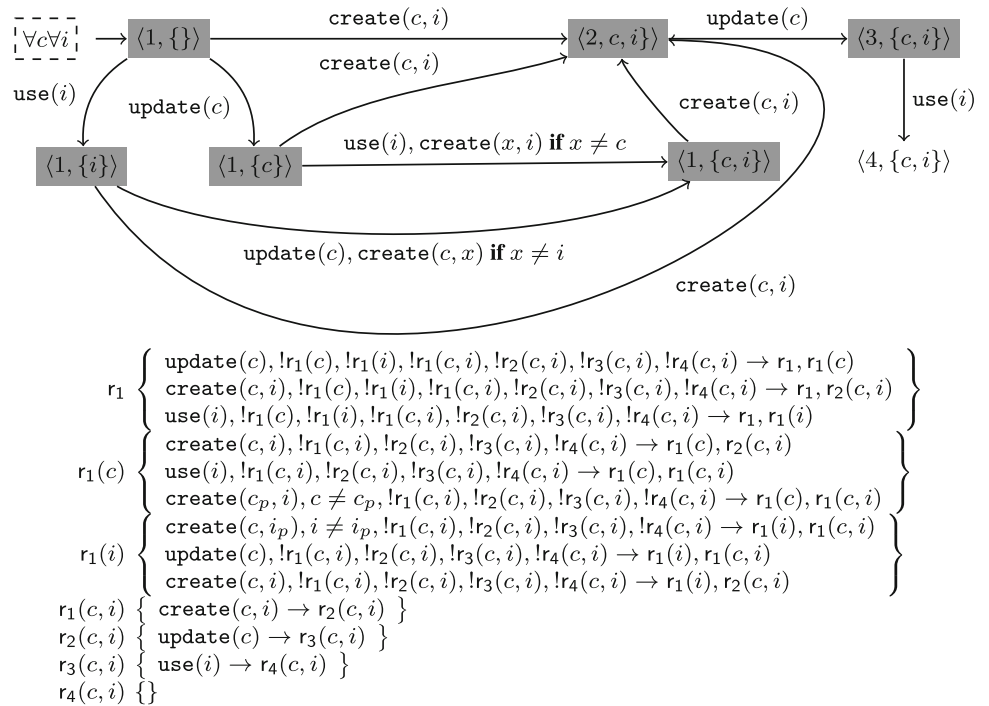 ∀c∀i
⟨1, {}⟩
create(c, i)
⟨2, c, i}⟩
update(c)
⟨3, {c, i}⟩
create(c, i)
use(i)
update(c)
create(c, i)
use(i)
use(i), create(x, i) if x ≠ c
⟨1, {i}⟩
⟨1, {c}⟩
⟨1, {c, i}⟩
⟨4, {c, i}⟩
update(c), create(c, x) if x ≠ i
create(c, i)
update(c), !r₁(c), !r₁(i), !r₁(c, i), !r₂(c, i), !r₃(c, i), !r₄(c, i) → r₁, r₁(c)
r₁ { create(c, i), !r₁(c), !r₁(i), !r₁(c, i), !r₂(c, i), !r₃(c, i), !r₄(c, i) → r₁, r₂(c, i) }
use(i), !r₁(c), !r₁(i), !r₁(c, i), !r₂(c, i), !r₃(c, i), !r₄(c, i) → r₁, r₁(i)
create(c, i), !r₁(c, i), !r₂(c, i), !r₃(c, i), !r₄(c, i) → r₁(c), r₂(c, i)
r₁(c) { use(i), !r₁(c, i), !r₂(c, i), !r₃(c, i), !r₄(c, i) → r₁(c), r₁(c, i) }
create(cₚ, i), c ≠ cₚ, !r₁(c, i), !r₂(c, i), !r₃(c, i), !r₄(c, i) → r₁(c), r₁(c, i)
create(c, iₚ), i ≠ iₚ, !r₁(c, i), !r₂(c, i), !r₃(c, i), !r₄(c, i) → r₁(i), r₁(c, i)
r₁(i) { update(c), !r₁(c, i), !r₂(c, i), !r₃(c, i), !r₄(c, i) → r₁(i), r₁(c, i) }
create(c, i), !r₁(c, i), !r₂(c, i), !r₃(c, i), !r₄(c, i) → r₁(i), r₂(c, i)
r₁(c, i) { create(c, i) → r₂(c, i) }
r₂(c, i) { update(c) → r₃(c, i) }
r₃(c, i) { use(i) → r₄(c, i) }
r₄(c, i) {}